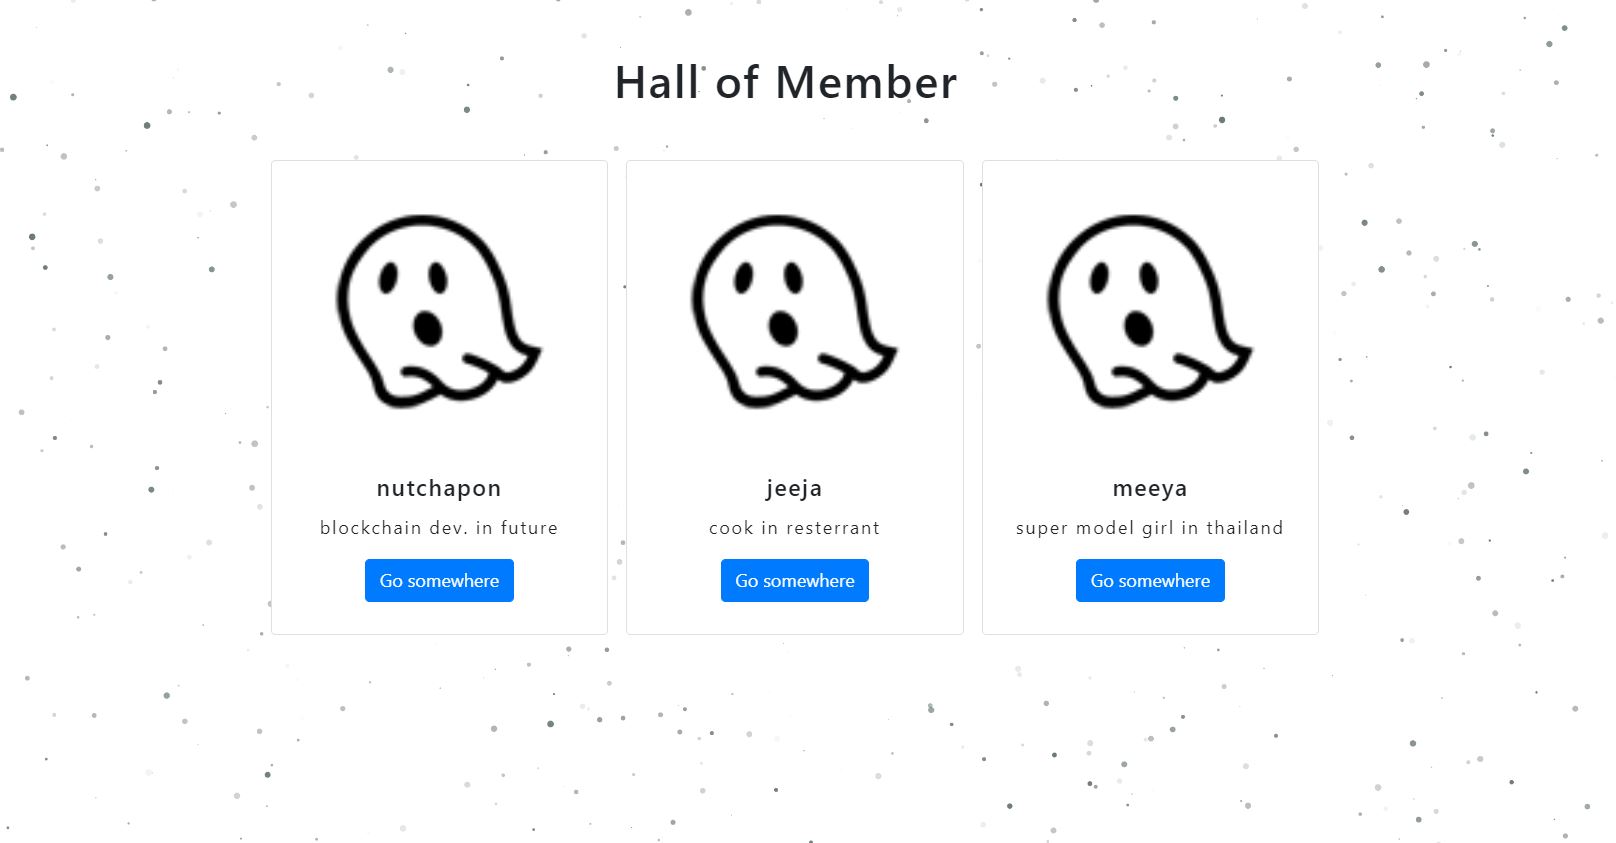 Hall of Member
nutchapon
blockchain dev. in future
Go somewhere
jeeja
cook in resterrant
Go somewhere
meeya
super model girl in thailand
Go somewhere